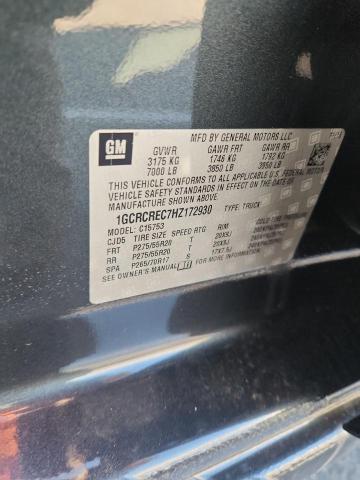 GM
MFD BY GENERAL MOTORS LLC
GVWR GAWR FRT GAWR RR
3175 KG 1746 KG 1792 KG
7000 LB 3850 LB 3950 LB
THIS VEHICLE CONFORMS TO ALL APPLICABLE U.S. FEDERAL MOTOR
VEHICLE SAFETY STANDARDS IN EFFECT ON THE DATE OF
MANUFACTURE SHOWN ABOVE.
1GCRCREC7HZ172930 TYPE: TRUCK
MODEL: C15753
CJD5 TIRE SIZE SPEED RTG RIM COLD TIRE
FRT P275/55R20 T 20X9J
RR P275/55R20 T 20X9J
SPA P265/70R17 S 17X7.5J
SEE OWNER'S MANUAL FOR